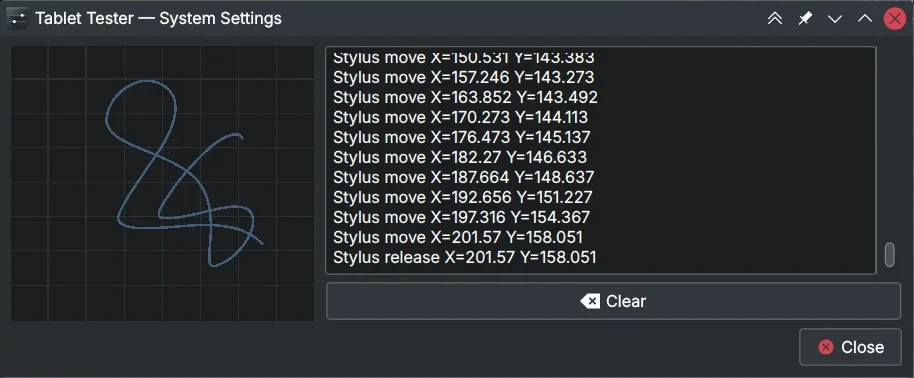 Tablet Tester — System Settings
Stylus move X=150.531 Y=143.383
Stylus move X=157.246 Y=143.273
Stylus move X=163.852 Y=143.492
Stylus move X=170.273 Y=144.113
Stylus move X=176.473 Y=145.137
Stylus move X=182.27 Y=146.633
Stylus move X=187.664 Y=148.637
Stylus move X=192.656 Y=151.227
Stylus move X=197.316 Y=154.367
Stylus move X=201.57 Y=158.051
Stylus release X=201.57 Y=158.051
Clear
Close